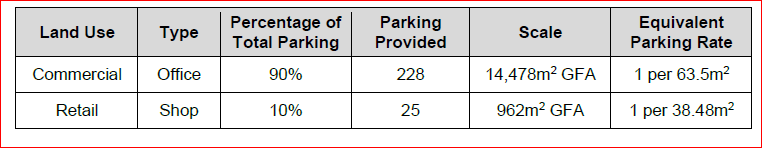 Land Use Type Percentage of Total Parking Parking Provided Scale Equivalent Parking Rate
Commercial Office 90% 228 14,478m² GFA 1 per 63.5m²
Retail Shop 10% 25 962m² GFA 1 per 38.48m²